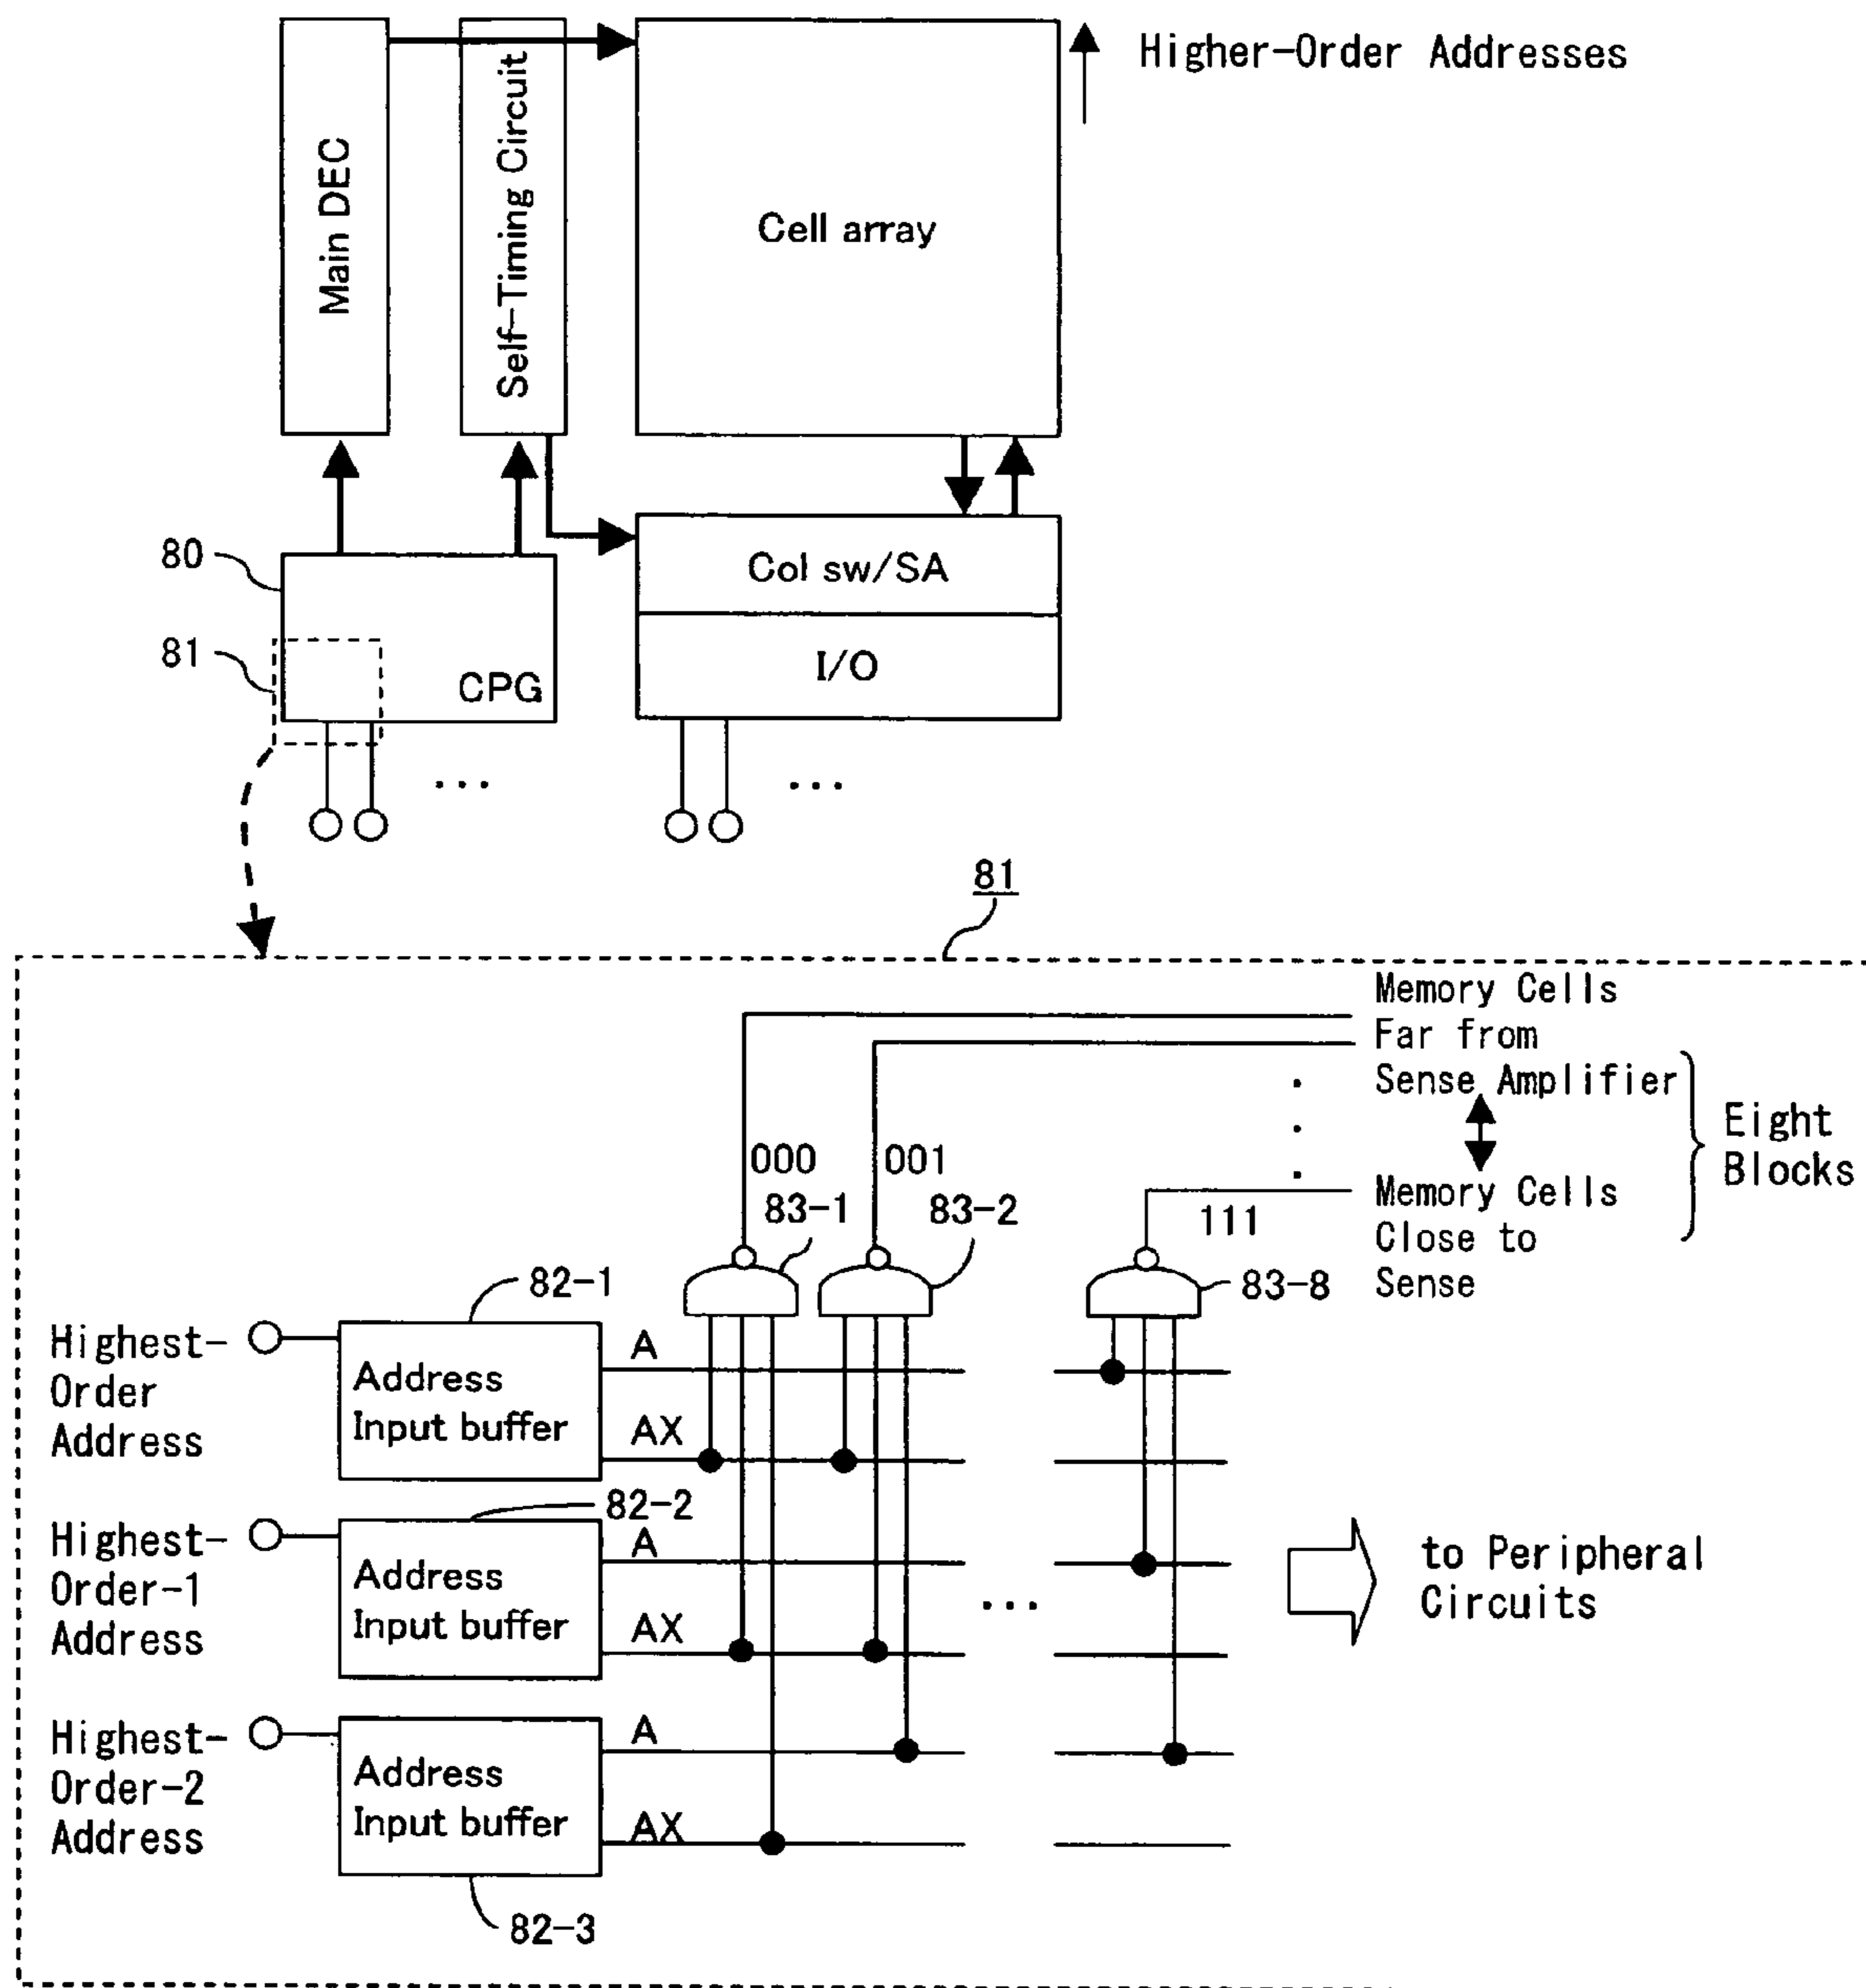 Higher-Order Addresses
Main DEC
Self-Timing Circuit
Cell array
80
81
CPG
Col sw/SA
I/O
...
...
81
Memory Cells
Far from
Sense Amplifier
Eight
Blocks
Memory Cells
Close to
Sense
000
001
111
83-1
83-2
83-8
82-1
Highest-
Order
Address
Address
Input buffer
A
AX
82-2
Highest-
Order-1
Address
Address
Input buffer
A
AX
...
to Peripheral
Circuits
Highest-
Order-2
Address
Address
Input buffer
A
AX
82-3